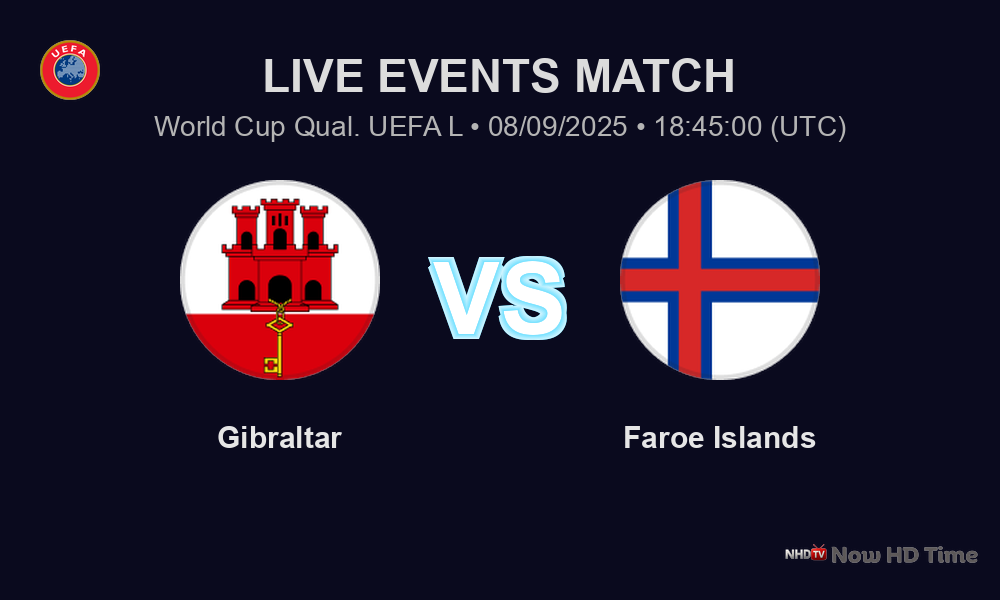 UEFA
LIVE EVENTS MATCH
World Cup Qual. UEFA L • 08/09/2025 • 18:45:00 (UTC)
VS
Gibraltar
Faroe Islands
NHDTV Now HD Time